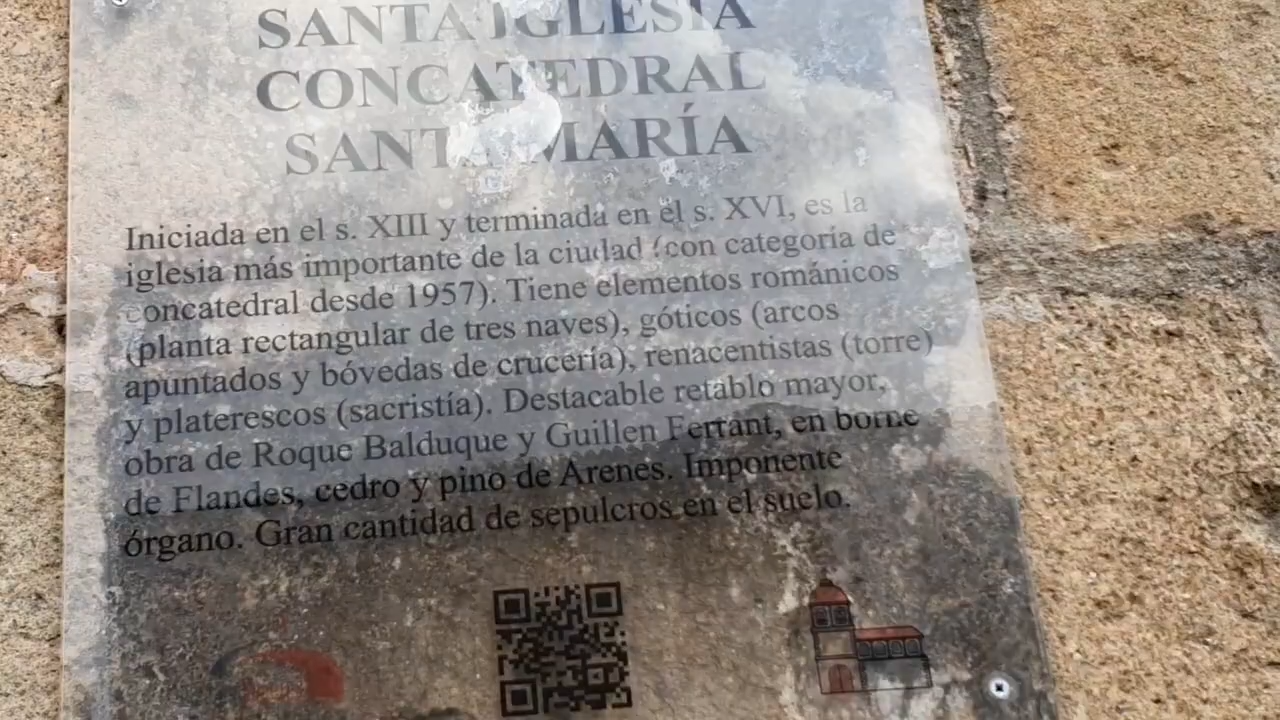 SANTA IGLESIA
CONCATEDRAL
SANTA MARÍA
Iniciada en el s. XIII y terminada en el s. XVI, es la
iglesia más importante de la ciudad (con categoría de
concatedral desde 1957). Tiene elementos románicos
(planta rectangular de tres naves), góticos (arcos
apuntados y bóvedas de crucería), renacentistas (torre)
y platerescos (sacristía). Destacable retablo mayor,
obra de Roque Balduque y Guillen Ferrant, en borne
de Flandes, cedro y pino de Arenes. Imponente
órgano. Gran cantidad de sepulcros en el suelo.